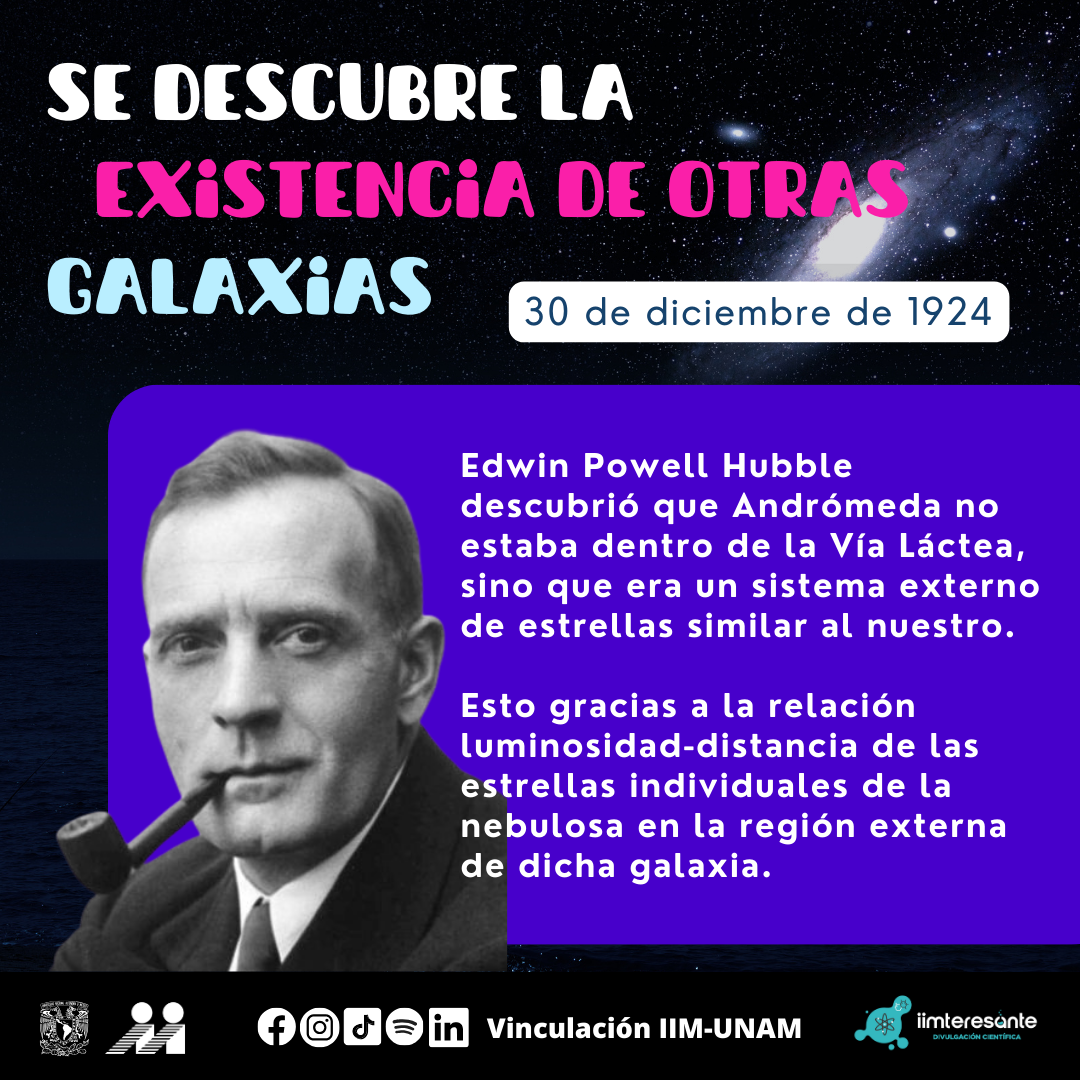 SE DESCUBRE LA
EXiSTENCiA DE OTRAS
GALAXiAS
30 de diciembre de 1924
Edwin Powell Hubble
descubrió que Andrómeda no
estaba dentro de la Vía Láctea,
sino que era un sistema externo
de estrellas similar al nuestro.
Esto gracias a la relación
luminosidad-distancia de las
estrellas individuales de la
nebulosa en la región externa
de dicha galaxia.
Vinculación IIM-UNAM
iimteresante
DIVULGACIÓN CIENTÍFICA